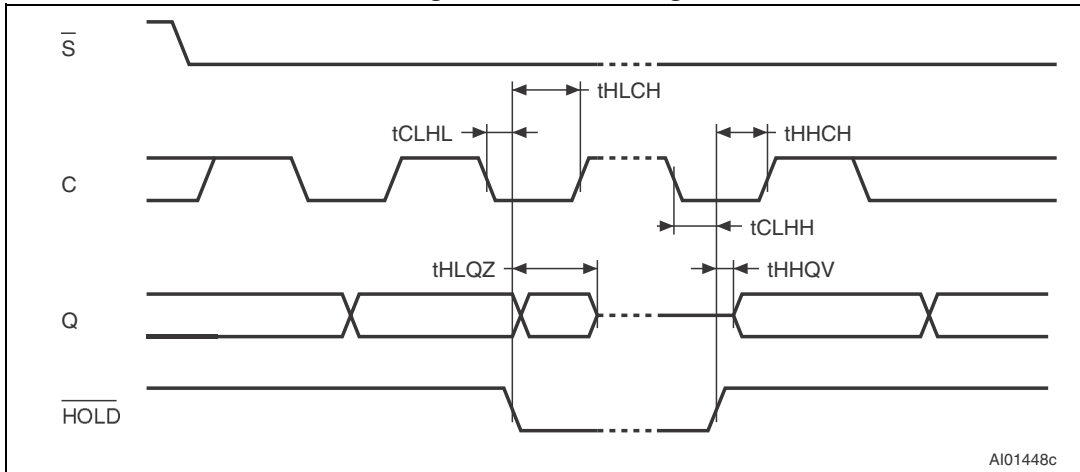 S
tHLCH
tCLHL
tHHCH
C
tCLHH
tHLQZ
tHHQV
Q
HOLD
AI01448c